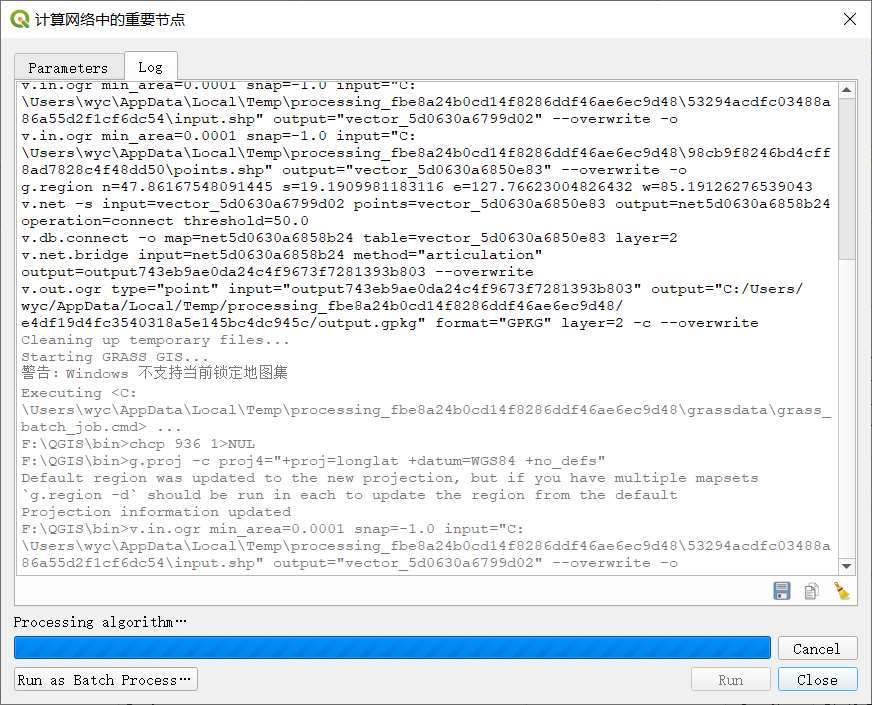 计算网络中的重要节点
Parameters
Log
v.in.ogr min_area=0.0001 snap=-1.0 input="C:
\Users\wyc\AppData\Local\Temp\processing_fbe8a24b0cd14f8286ddf46ae6ec9d48\53294acdfc03488a
86a55d2f1cf6dc54\input.shp" output="vector_5d0630a6799d02" --overwrite -o
v.in.ogr min_area=0.0001 snap=-1.0 input="C:
\Users\wyc\AppData\Local\Temp\processing_fbe8a24b0cd14f8286ddf46ae6ec9d48\98cb9f8246bd4cff
8ad7828c4f48dd50\points.shp" output="vector_5d0630a6850e83" --overwrite -o
g.region n=47.86167548091445 s=19.1909981183116 e=127.76623004826432 w=85.19126276539043
v.net -s input=vector_5d0630a6799d02 points=vector_5d0630a6850e83 output=net5d0630a6858b24
operation=connect threshold=50.0
v.db.connect -o map=net5d0630a6858b24 table=vector_5d0630a6850e83 layer=2
v.net.bridge input=net5d0630a6858b24 method="articulation"
output=output743eb9ae0da24c4f9673f7281393b803 --overwrite
v.out.ogr type="point" input="output743eb9ae0da24c4f9673f7281393b803" output="C:/Users/
wyc/AppData/Local/Temp/processing_fbe8a24b0cd14f8286ddf46ae6ec9d48/
e4df19d4fc3540318a5e145bc4dc945c/output.gpkg" format="GPKG" layer=2 -c --overwrite
Cleaning up temporary files...
Starting GRASS GIS...
警告: Windows 不支持当前锁定地图集
Executing <C:
\Users\wyc\AppData\Local\Temp\processing_fbe8a24b0cd14f8286ddf46ae6ec9d48\grassdata\grass_
batch_job.cmd> ...
F:\QGIS\bin>chcp 936 1>NUL
F:\QGIS\bin>g.proj -c proj4="+proj=longlat +datum=WGS84 +no_defs"
Default region was updated to the new projection, but if you have multiple mapsets
`g.region -d` should be run in each to update the region from the default
Projection information updated
F:\QGIS\bin>v.in.ogr min_area=0.0001 snap=-1.0 input="C:
\Users\wyc\AppData\Local\Temp\processing_fbe8a24b0cd14f8286ddf46ae6ec9d48\53294acdfc03488a
86a55d2f1cf6dc54\input.shp" output="vector_5d0630a6799d02" --overwrite -o
Processing algorithm…
Cancel
Run as Batch Process…
Run
Close